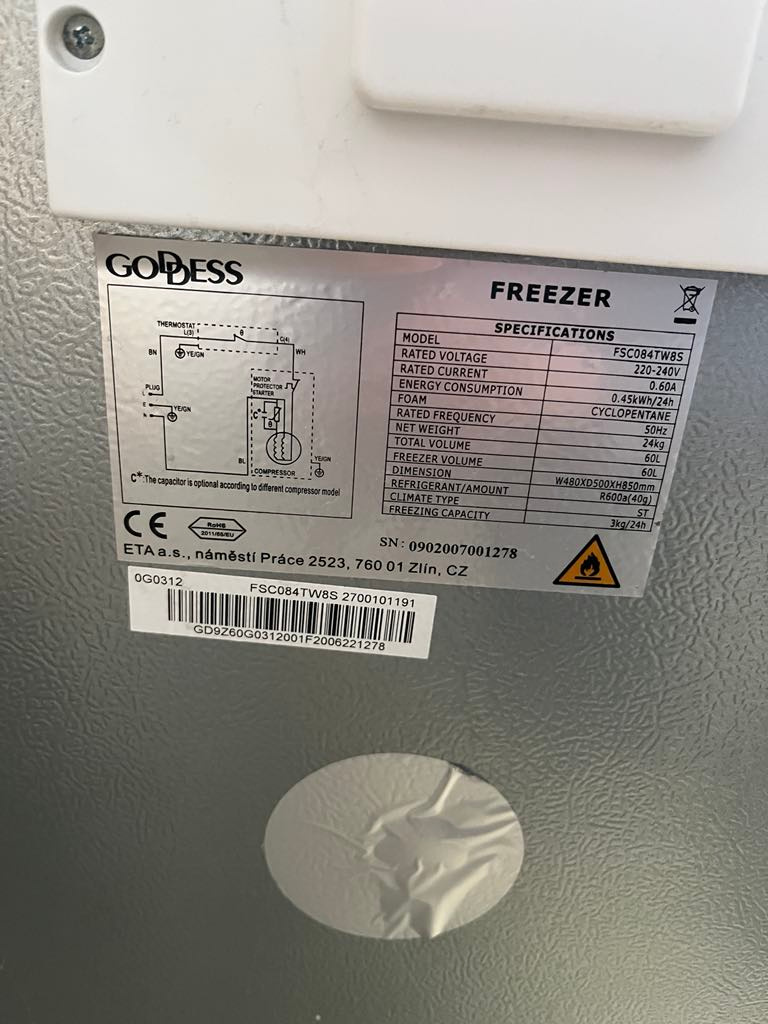 GODDESS
THERMOSTAT
L(3)
θ
C(4)
BN
YE/GN
WH
MOTOR
PROTECTOR
STARTER
PLUG
L
E
YE/GN
N
C*
θ
BL
COMPRESSOR
YE/GN
C*:The capacitor is optional according to different compressor model
CE
RoHS
2011/65/EU
FREEZER
SPECIFICATIONS
MODEL FSC084TW8S
RATED VOLTAGE 220-240V
RATED CURRENT 0.60A
ENERGY CONSUMPTION 0.45kWh/24h
FOAM CYCLOPENTANE
RATED FREQUENCY 50Hz
NET WEIGHT 24kg
TOTAL VOLUME 60L
FREEZER VOLUME 60L
DIMENSION W480XD500XH850mm
REFRIGERANT/AMOUNT R600a(40g)
CLIMATE TYPE ST
FREEZING CAPACITY 3kg/24h
SN: 0902007001278
ETA a.s., náměstí Práce 2523, 760 01 Zlín, CZ
0G0312 FSC084TW8S 2700101191
GD9Z60G0312001F2006221278